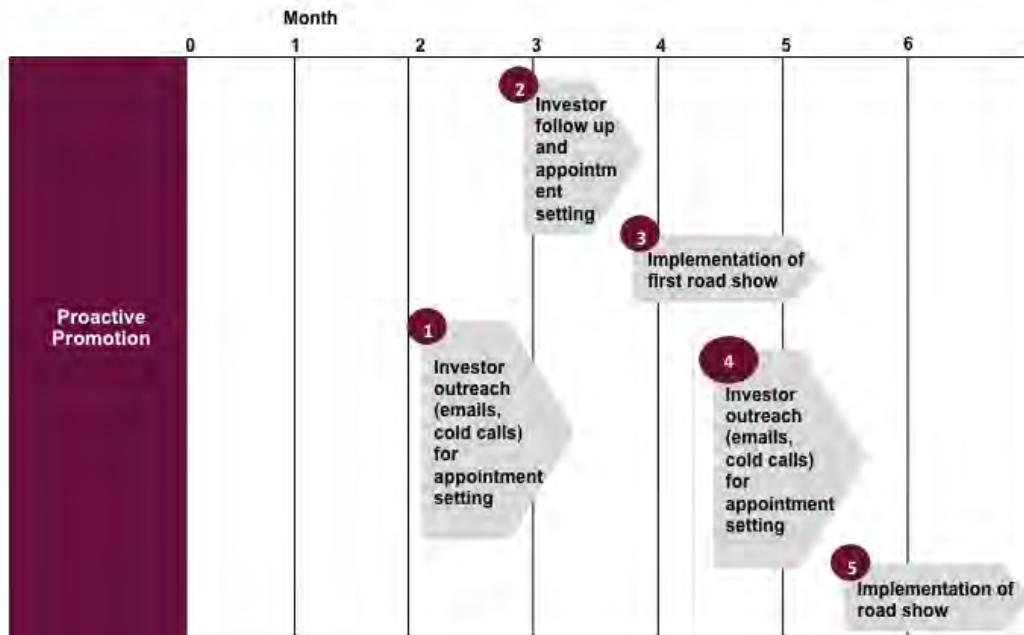 Month
0 1 2 3 4 5 6
Proactive
Promotion
2
Investor
follow up
and
appointm
ent
setting
3
Implementation of
first road show
1
Investor
outreach
(emails,
cold calls)
for
appointment
setting
4
Investor
outreach
(emails,
cold calls)
for
appointment
setting
5
Implementation of
road show